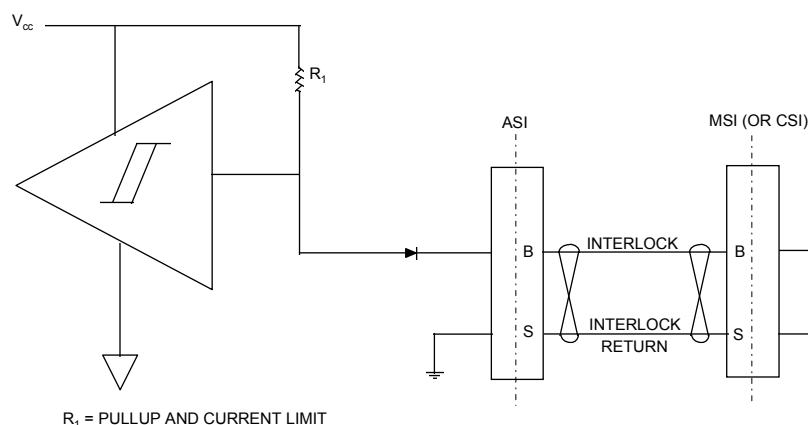 Vcc
R1
ASI
MSI (OR CSI)
B
INTERLOCK
B
S
INTERLOCK
RETURN
S
R1 = PULLUP AND CURRENT LIMIT